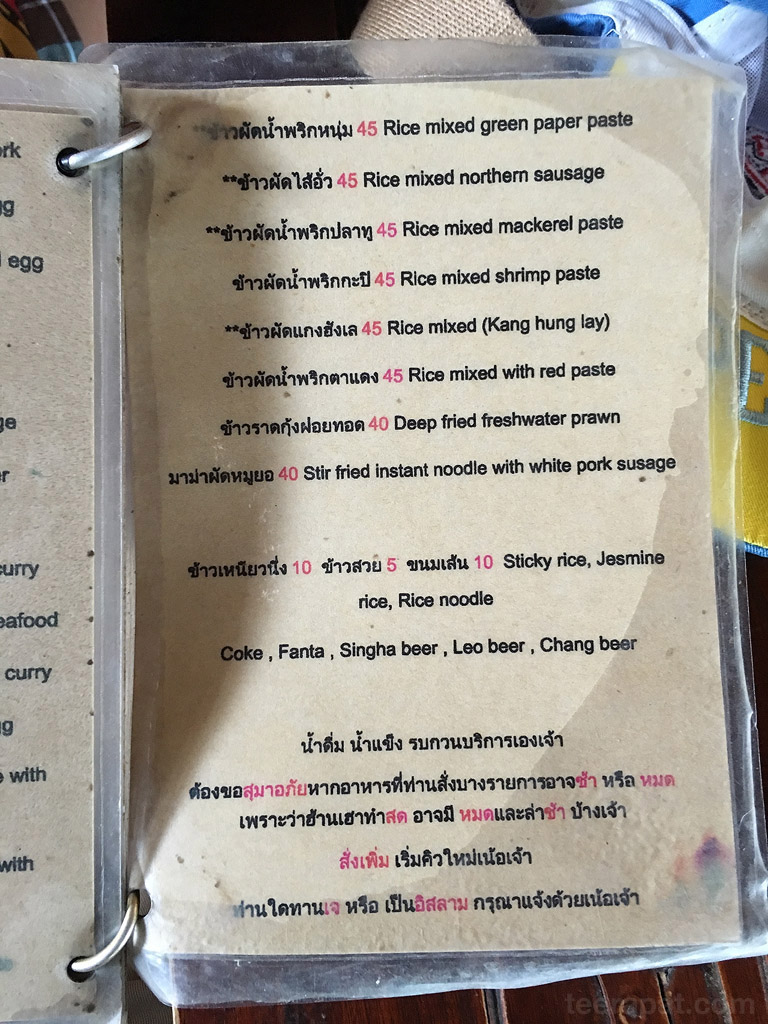 ork
gg
egg
ge
er
curry
eafood
curry
gg
with
with
**ข้าวผัดน้ำพริกหนุ่ม 45 Rice mixed green paper paste
**ข้าวผัดไส้อั่ว 45 Rice mixed northern sausage
**ข้าวผัดน้ำพริกปลาทู 45 Rice mixed mackerel paste
ข้าวผัดน้ำพริกกะปิ 45 Rice mixed shrimp paste
**ข้าวผัดแกงฮังเล 45 Rice mixed (Kang hung lay)
ข้าวผัดน้ำพริกตาแดง 45 Rice mixed with red paste
ข้าวราดกุ้งฝอยทอด 40 Deep fried freshwater prawn
มาม่าผัดหมูยอ 40 Stir fried instant noodle with white pork susage
ข้าวเหนียวนึ่ง 10 ข้าวสวย 5 ขนมเส้น 10 Sticky rice, Jesmine
rice, Rice noodle
Coke , Fanta , Singha beer , Leo beer , Chang beer
น้ำดื่ม น้ำแข็ง รบกวนบริการเองเจ้า
ต้องขอสุมาอภัยหากอาหารที่ท่านสั่งบางรายการอาจช้า หรือ หมด
เพราะว่าฮ้านเฮาทำสด อาจมี หมดและล่าช้า บ้างเจ้า
สั่งเพิ่ม เริ่มคิวใหม่เน้อเจ้า
ท่านใดทานเจ หรือ เป็นอิสลาม กรุณาแจ้งด้วยเน้อเจ้า
teerapat.com